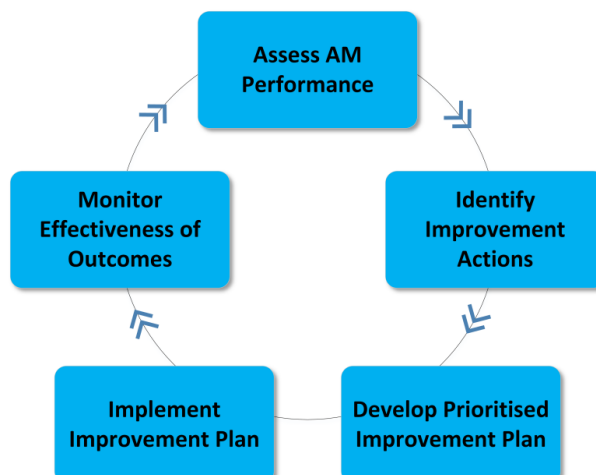 Assess AM
Performance
Identify
Improvement
Actions
Develop Prioritised
Improvement Plan
Implement
Improvement Plan
Monitor
Effectiveness of
Outcomes